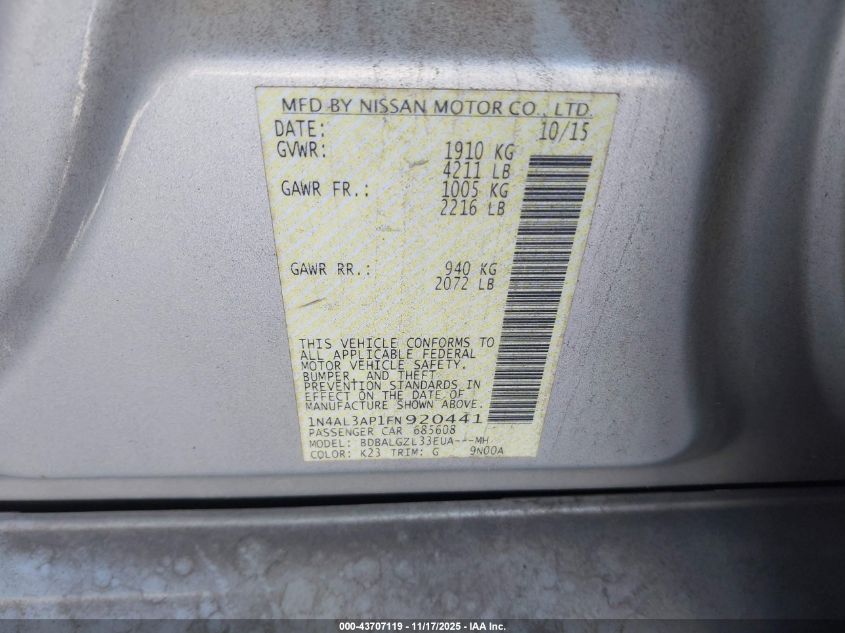 MFD BY NISSAN MOTOR CO., LTD.
DATE: 10/15
GVWR: 1910 KG
4211 LB
GAWR FR.: 1005 KG
2216 LB
GAWR RR.: 940 KG
2072 LB
THIS VEHICLE CONFORMS TO
ALL APPLICABLE FEDERAL
MOTOR VEHICLE SAFETY,
BUMPER, AND THEFT
PREVENTION STANDARDS IN
EFFECT ON THE DATE OF
MANUFACTURE SHOWN ABOVE.
1N4AL3AP1FN920441
PASSENGER CAR 685608
MODEL: BDBALGZL33EUA---MH
COLOR: K23 TRIM: G 9N00A
000-43707119 - 11/17/2025 - IAA Inc.